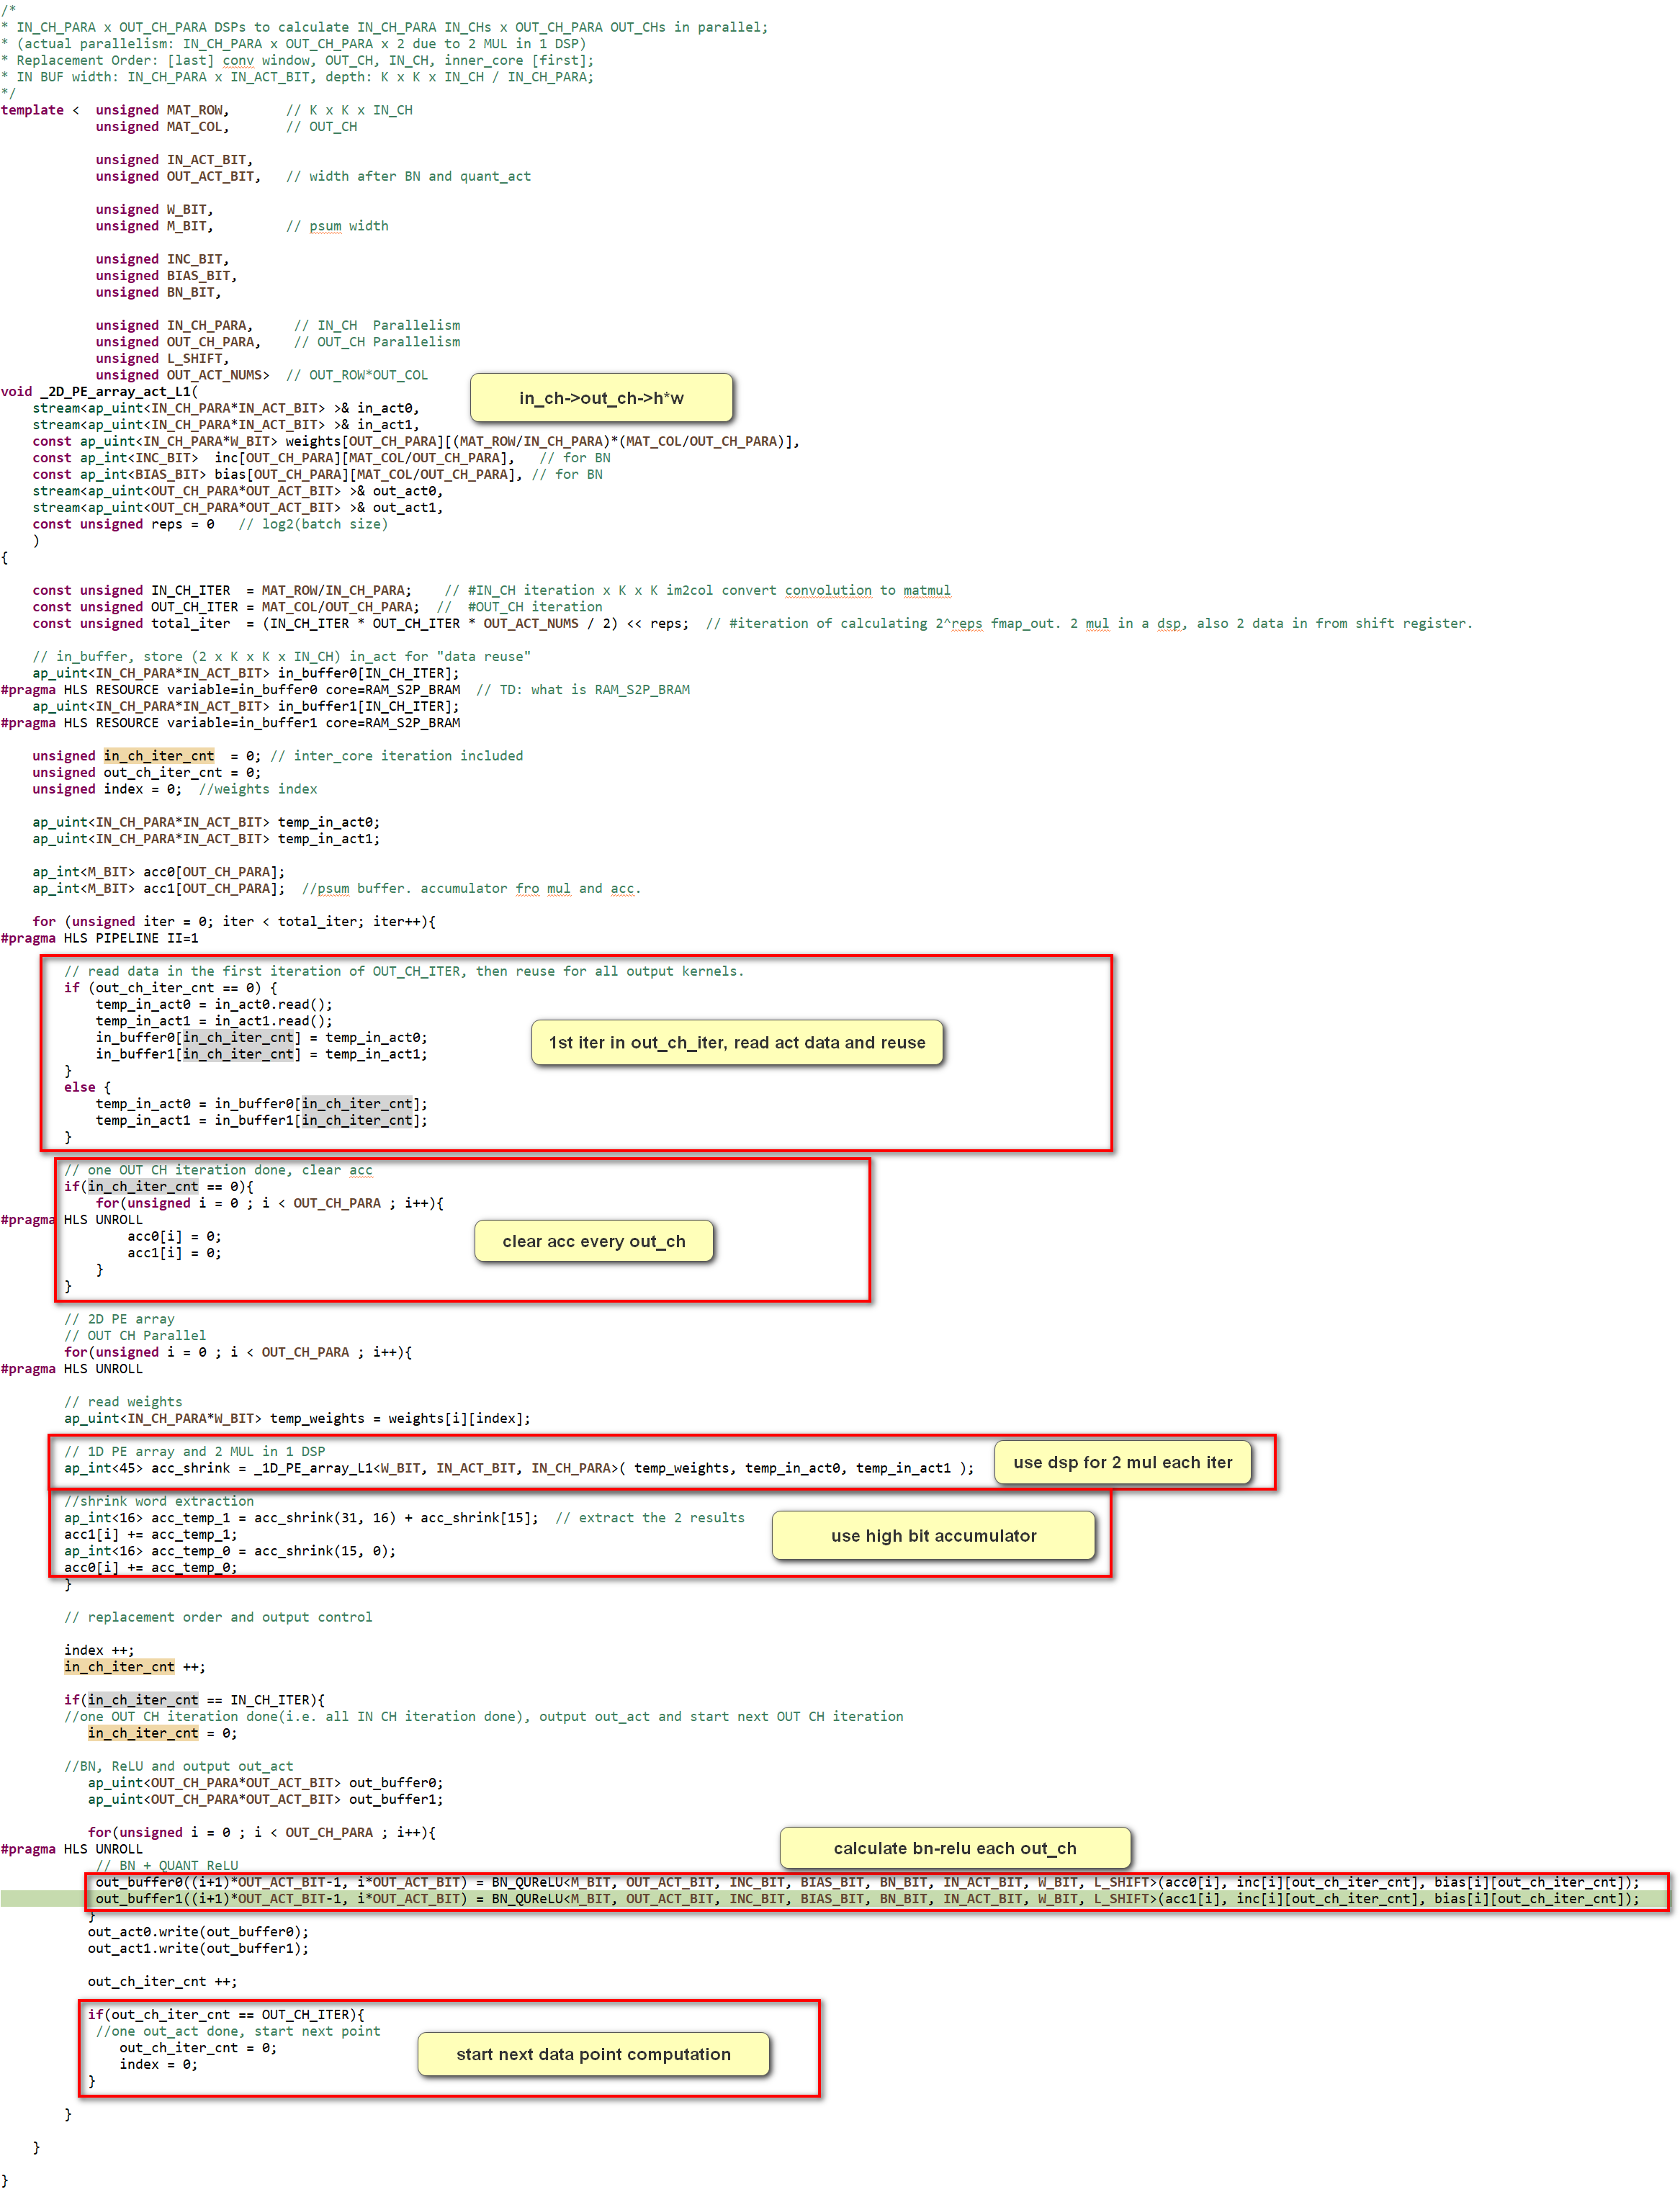 /*
* IN_CH_PARA x OUT_CH_PARA DSPs to calculate IN_CH_PARA IN_CHs x OUT_CH_PARA OUT_CHs in parallel;
* (actual parallelism: IN_CH_PARA x OUT_CH_PARA x 2 due to 2 MUL in 1 DSP)
* Replacement Order: [last] conv window, OUT_CH, IN_CH, inner_core [first];
* IN BUF width: IN_CH_PARA x IN_ACT_BIT, depth: K x K x IN_CH / IN_CH_PARA;
*/
template <  unsigned MAT_ROW,       // K x K x IN_CH
            unsigned MAT_COL,       // OUT_CH
            unsigned IN_ACT_BIT,
            unsigned OUT_ACT_BIT,   // width after BN and quant_act
            unsigned W_BIT,
            unsigned M_BIT,         // psum width
            unsigned INC_BIT,
            unsigned BIAS_BIT,
            unsigned BN_BIT,
            unsigned IN_CH_PARA,     // IN_CH  Parallelism
            unsigned OUT_CH_PARA,    // OUT_CH Parallelism
            unsigned L_SHIFT,
            unsigned OUT_ACT_NUMS>  // OUT_ROW*OUT_COL
void _2D_PE_array_act_L1(
in_ch->out_ch->h*w
    stream<ap_uint<IN_CH_PARA*IN_ACT_BIT> >& in_act0,
    stream<ap_uint<IN_CH_PARA*IN_ACT_BIT> >& in_act1,
    const ap_uint<IN_CH_PARA*W_BIT> weights[OUT_CH_PARA][(MAT_ROW/IN_CH_PARA)*(MAT_COL/OUT_CH_PARA)],
    const ap_int<INC_BIT>  inc[OUT_CH_PARA][MAT_COL/OUT_CH_PARA],   // for BN
    const ap_int<BIAS_BIT> bias[OUT_CH_PARA][MAT_COL/OUT_CH_PARA], // for BN
    stream<ap_uint<OUT_CH_PARA*OUT_ACT_BIT> >& out_act0,
    stream<ap_uint<OUT_CH_PARA*OUT_ACT_BIT> >& out_act1,
    const unsigned reps = 0   // log2(batch size)
    )
{
    const unsigned IN_CH_ITER  = MAT_ROW/IN_CH_PARA;    // #IN_CH iteration x K x K im2col convert convolution to matmul
    const unsigned OUT_CH_ITER = MAT_COL/OUT_CH_PARA;  //  #OUT_CH iteration
    const unsigned total_iter  = (IN_CH_ITER * OUT_CH_ITER * OUT_ACT_NUMS / 2) << reps;  // #iteration of calculating 2^reps fmap_out. 2 mul in a dsp, also 2 data in from shift register.
    // in_buffer, store (2 x K x K x IN_CH) in_act for "data reuse"
    ap_uint<IN_CH_PARA*IN_ACT_BIT> in_buffer0[IN_CH_ITER];
#pragma HLS RESOURCE variable=in_buffer0 core=RAM_S2P_BRAM  // TD: what is RAM_S2P_BRAM
    ap_uint<IN_CH_PARA*IN_ACT_BIT> in_buffer1[IN_CH_ITER];
#pragma HLS RESOURCE variable=in_buffer1 core=RAM_S2P_BRAM
    unsigned in_ch_iter_cnt  = 0; // inter_core iteration included
    unsigned out_ch_iter_cnt = 0;
    unsigned index = 0;  //weights index
    ap_uint<IN_CH_PARA*IN_ACT_BIT> temp_in_act0;
    ap_uint<IN_CH_PARA*IN_ACT_BIT> temp_in_act1;
    ap_int<M_BIT> acc0[OUT_CH_PARA];
    ap_int<M_BIT> acc1[OUT_CH_PARA];  //psum buffer. accumulator fro mul and acc.
    for (unsigned iter = 0; iter < total_iter; iter++){
#pragma HLS PIPELINE II=1
        // read data in the first iteration of OUT_CH_ITER, then reuse for all output kernels.
        if (out_ch_iter_cnt == 0) {
            temp_in_act0 = in_act0.read();
            temp_in_act1 = in_act1.read();
            in_buffer0[in_ch_iter_cnt] = temp_in_act0;
            in_buffer1[in_ch_iter_cnt] = temp_in_act1;
1st iter in out_ch_iter, read act data and reuse
        }
        else {
            temp_in_act0 = in_buffer0[in_ch_iter_cnt];
            temp_in_act1 = in_buffer1[in_ch_iter_cnt];
        }
        // one OUT CH iteration done, clear acc
        if(in_ch_iter_cnt == 0){
            for(unsigned i = 0 ; i < OUT_CH_PARA ; i++){
#pragma HLS UNROLL
                acc0[i] = 0;
                acc1[i] = 0;
clear acc every out_ch
            }
        }
        // 2D PE array
        // OUT CH Parallel
        for(unsigned i = 0 ; i < OUT_CH_PARA ; i++){
#pragma HLS UNROLL
        // read weights
        ap_uint<IN_CH_PARA*W_BIT> temp_weights = weights[i][index];
        // 1D PE array and 2 MUL in 1 DSP
        ap_int<45> acc_shrink = _1D_PE_array_L1<W_BIT, IN_ACT_BIT, IN_CH_PARA>( temp_weights, temp_in_act0, temp_in_act1 );
use dsp for 2 mul each iter
        //shrink word extraction
        ap_int<16> acc_temp_1 = acc_shrink(31, 16) + acc_shrink[15];  // extract the 2 results
        acc1[i] += acc_temp_1;
use high bit accumulator
        ap_int<16> acc_temp_0 = acc_shrink(15, 0);
        acc0[i] += acc_temp_0;
        }
        // replacement order and output control
        index ++;
        in_ch_iter_cnt ++;
        if(in_ch_iter_cnt == IN_CH_ITER){
        //one OUT CH iteration done(i.e. all IN CH iteration done), output out_act and start next OUT CH iteration
           in_ch_iter_cnt = 0;
        //BN, ReLU and output out_act
           ap_uint<OUT_CH_PARA*OUT_ACT_BIT> out_buffer0;
           ap_uint<OUT_CH_PARA*OUT_ACT_BIT> out_buffer1;
           for(unsigned i = 0 ; i < OUT_CH_PARA ; i++){
calculate bn-relu each out_ch
#pragma HLS UNROLL
            // BN + QUANT ReLU
            out_buffer0((i+1)*OUT_ACT_BIT-1, i*OUT_ACT_BIT) = BN_QUReLU<M_BIT, OUT_ACT_BIT, INC_BIT, BIAS_BIT, BN_BIT, IN_ACT_BIT, W_BIT, L_SHIFT>(acc0[i], inc[i][out_ch_iter_cnt], bias[i][out_ch_iter_cnt]);
            out_buffer1((i+1)*OUT_ACT_BIT-1, i*OUT_ACT_BIT) = BN_QUReLU<M_BIT, OUT_ACT_BIT, INC_BIT, BIAS_BIT, BN_BIT, IN_ACT_BIT, W_BIT, L_SHIFT>(acc1[i], inc[i][out_ch_iter_cnt], bias[i][out_ch_iter_cnt]);
           }
           out_act0.write(out_buffer0);
           out_act1.write(out_buffer1);
           out_ch_iter_cnt ++;
           if(out_ch_iter_cnt == OUT_CH_ITER){
            //one out_act done, start next point
               out_ch_iter_cnt = 0;
start next data point computation
               index = 0;
           }
        }
    }
}